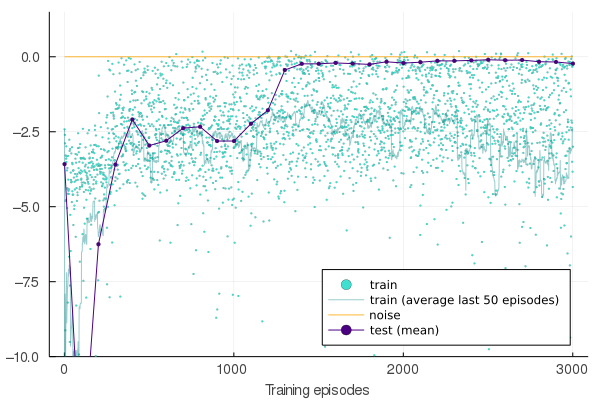 0.0
−2.5
−5.0
−7.5
−10.0
0
1000
2000
3000
Training episodes
train
train (average last 50 episodes)
noise
test (mean)